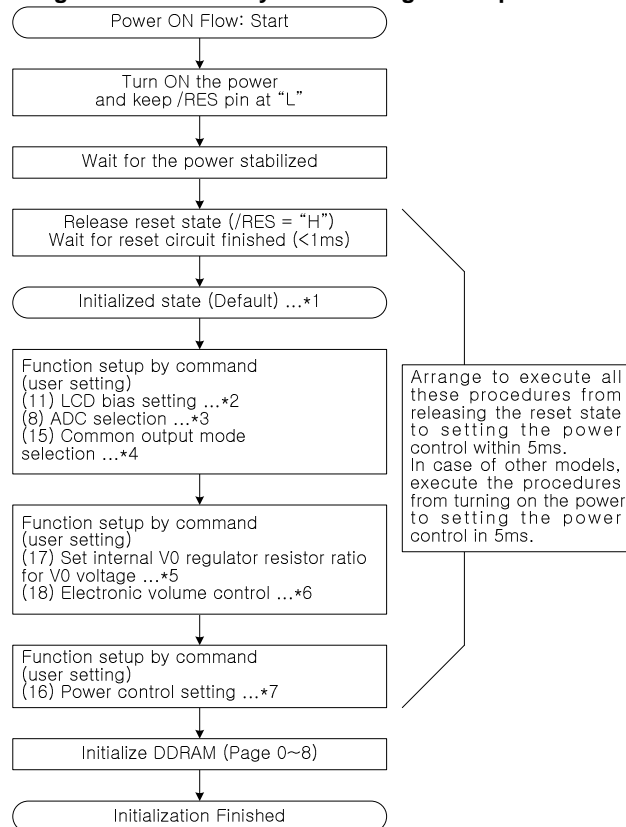 Power ON Flow: Start
Turn ON the power
and keep /RES pin at “L”
Wait for the power stabilized
Release reset state (/RES = “H”)
Wait for reset circuit finished (<1ms)
Initialized state (Default) ...*1
Function setup by command
(user setting)
(11) LCD bias setting ...*2
(8) ADC selection ...*3
(15) Common output mode
selection ...*4
Function setup by command
(user setting)
(17) Set internal V0 regulator resistor ratio
for V0 voltage ...*5
(18) Electronic volume control ...*6
Function setup by command
(user setting)
(16) Power control setting ...*7
Initialize DDRAM (Page 0~8)
Initialization Finished
Arrange to execute all
these procedures from
releasing the reset state
to setting the power
control within 5ms.
In case of other models,
execute the procedures
from turning on the power
to setting the power
control in 5ms.